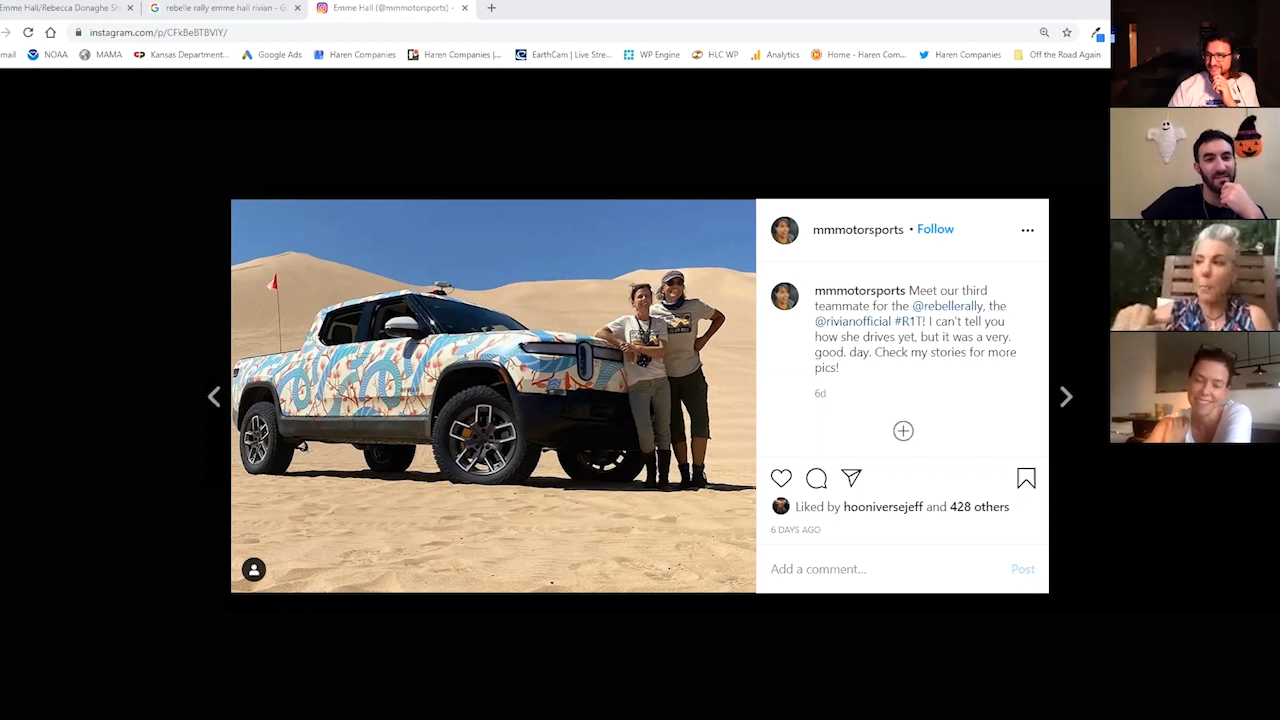 Emme Hall/Rebecca Donaghe Sh
rebelle rally emme hall rivian - G
Emme Hall (@mmmotorsports) -
instagram.com/p/CFkBeBTBVIY/
mail
NOAA
MAMA
Kansas Department...
Google Ads
Haren Companies
Haren Companies |...
EarthCam | Live Stre...
WP Engine
HLC WP
Analytics
Home - Haren Com...
Haren Companies
Off the Road Again
mmmotorsports • Follow
mmmotorsports Meet our third
teammate for the @rebellerally, the
@rivianofficial #R1T! I can't tell you
how she drives yet, but it was a very.
good. day. Check my stories for more
pics!
6d
Liked by hooniversejeff and 428 others
6 DAYS AGO
Add a comment...
Post